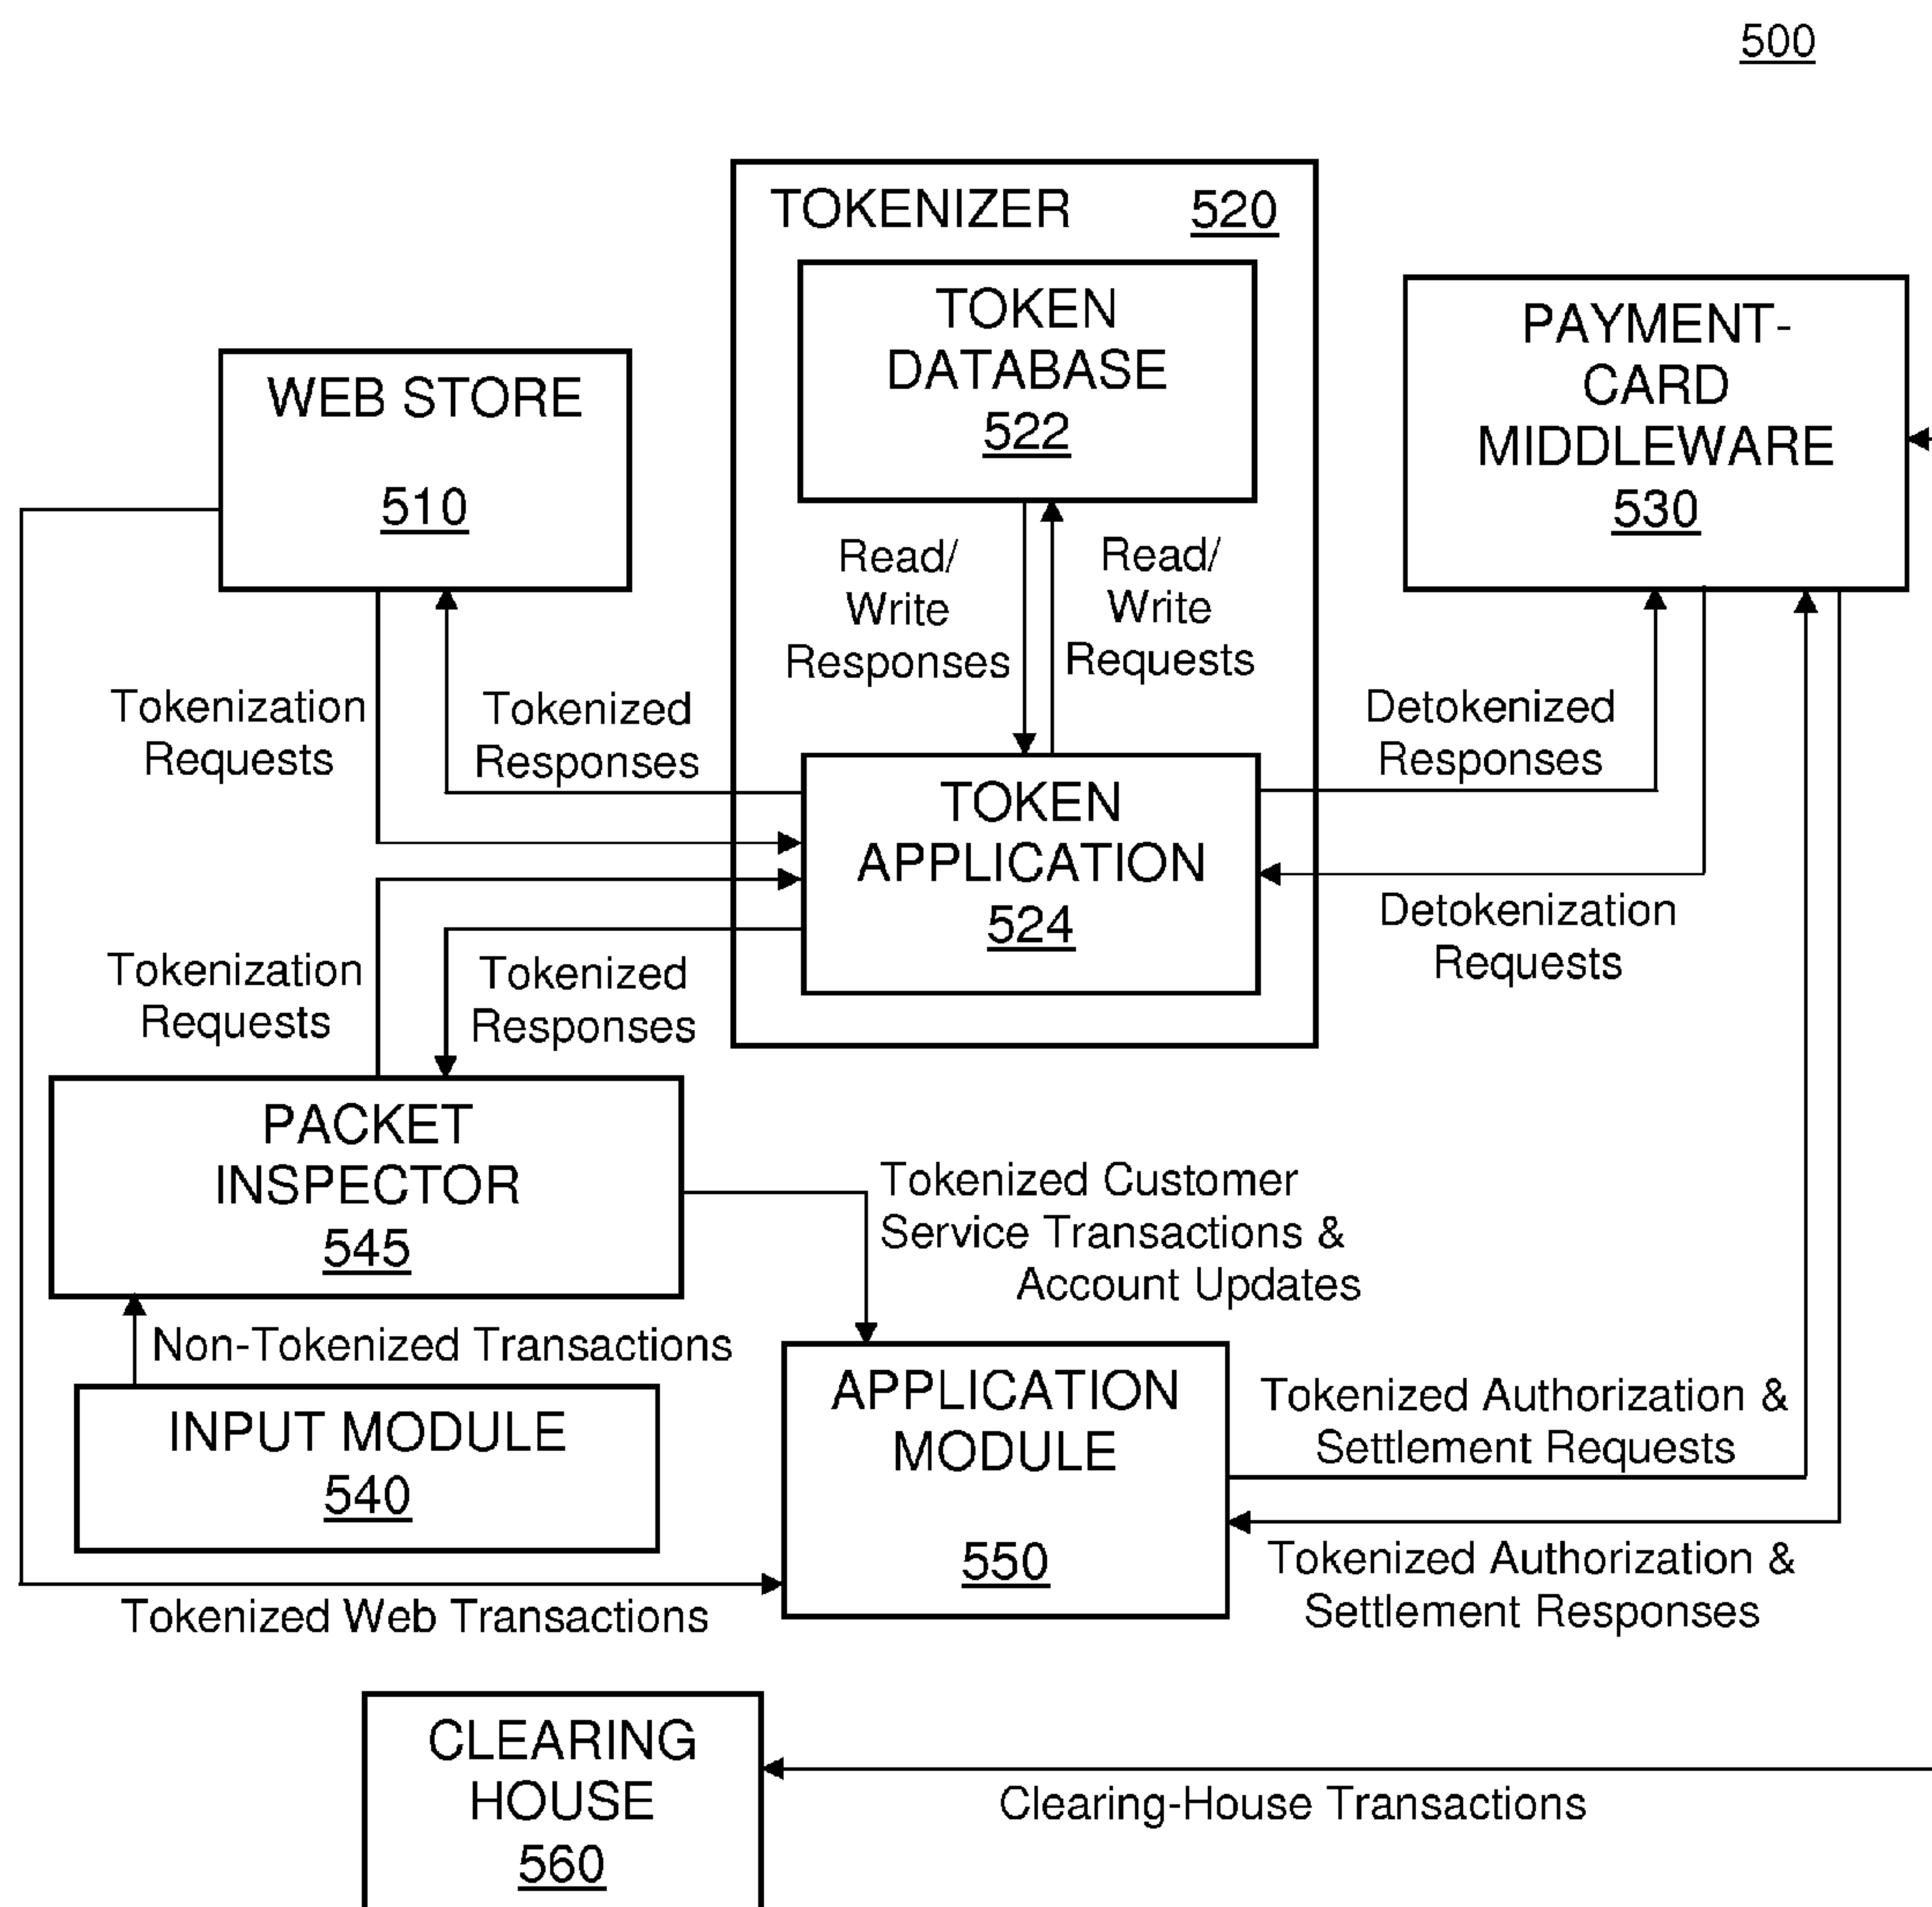 500
TOKENIZER 520
TOKEN
DATABASE
522
PAYMENT-
CARD
MIDDLEWARE
530
WEB STORE
510
Read/
Write
Responses
Read/
Write
Requests
Tokenization
Requests
Tokenized
Responses
Detokenized
Responses
TOKEN
APPLICATION
524
Detokenization
Requests
Tokenization
Requests
Tokenized
Responses
PACKET
INSPECTOR
545
Tokenized Customer
Service Transactions &
Account Updates
Non-Tokenized Transactions
INPUT MODULE
540
APPLICATION
MODULE
550
Tokenized Authorization &
Settlement Requests
Tokenized Authorization &
Settlement Responses
Tokenized Web Transactions
CLEARING
HOUSE
560
Clearing-House Transactions